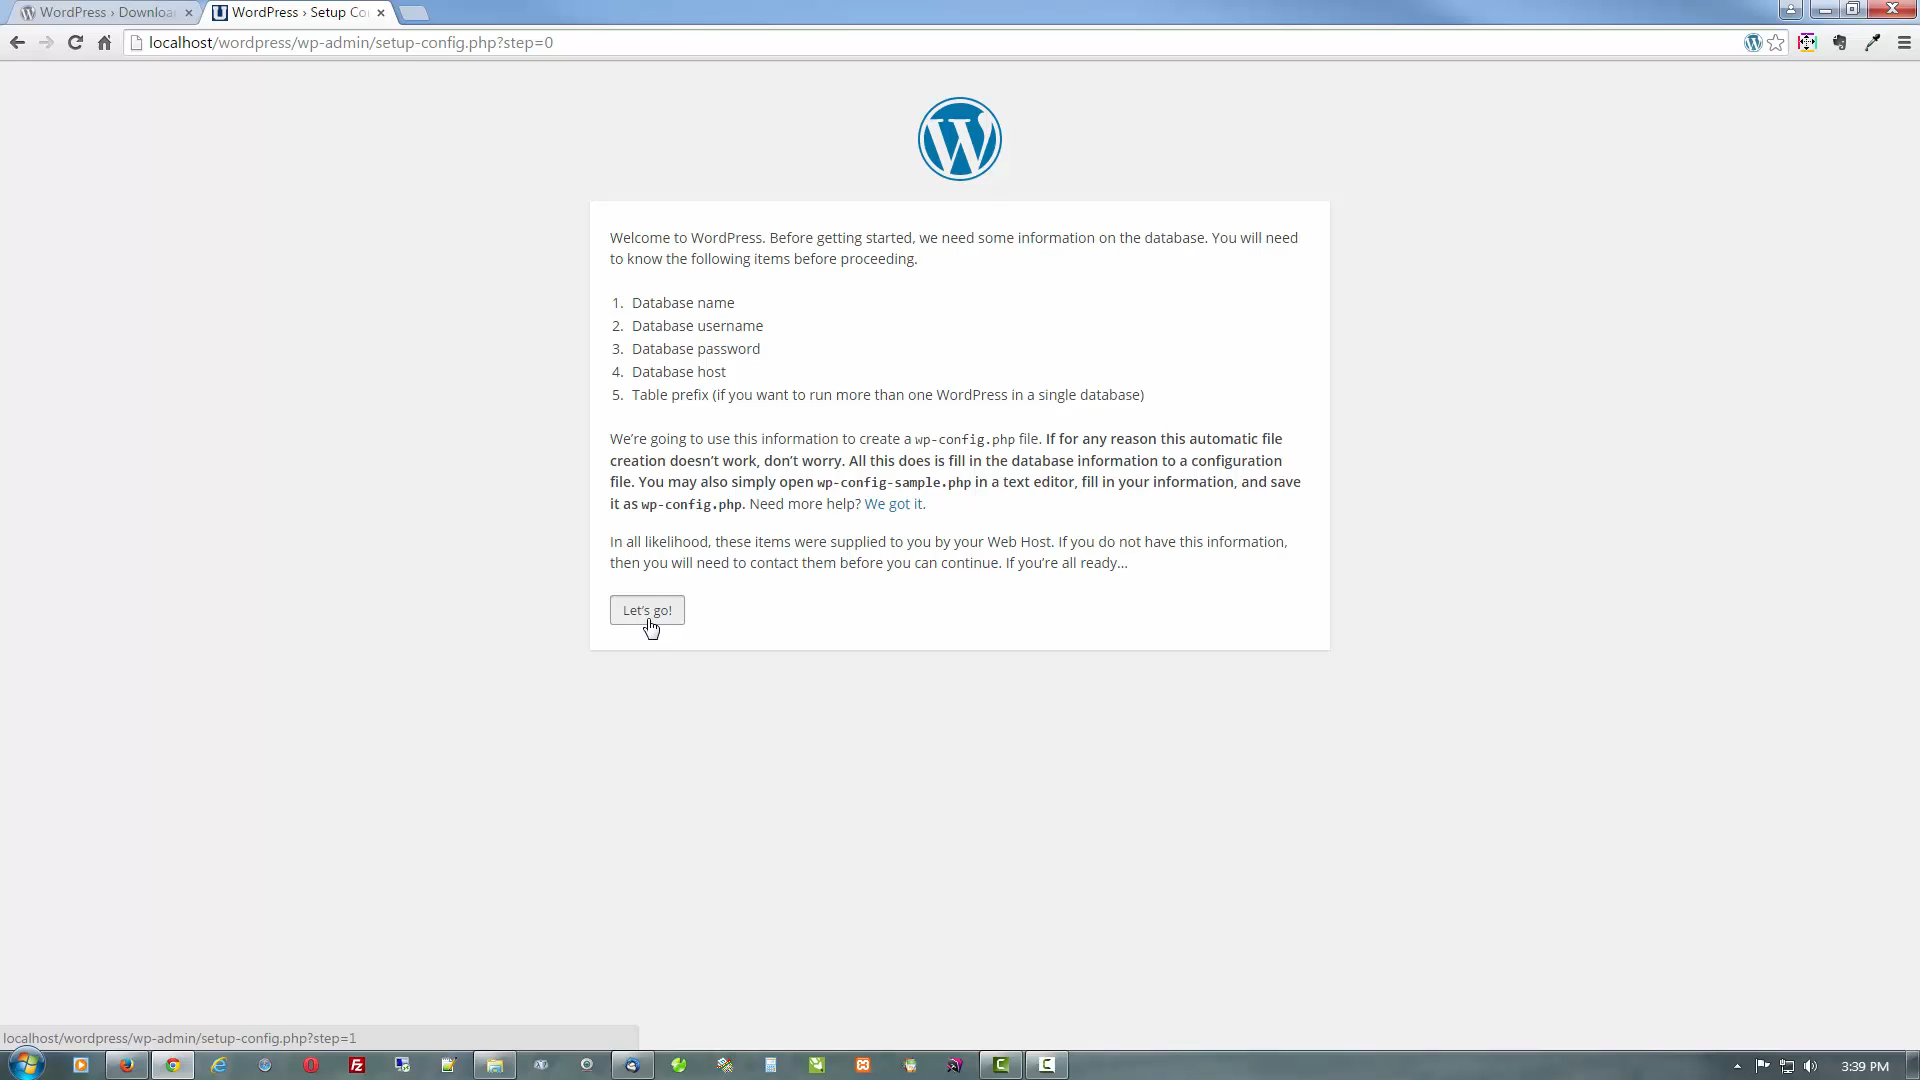 WordPress › Downloa
WordPress › Setup Co
localhost/wordpress/wp-admin/setup-config.php?step=0
Welcome to WordPress. Before getting started, we need some information on the database. You will need
to know the following items before proceeding.
1. Database name
2. Database username
3. Database password
4. Database host
5. Table prefix (if you want to run more than one WordPress in a single database)
We’re going to use this information to create a wp-config.php file. If for any reason this automatic file
creation doesn’t work, don’t worry. All this does is fill in the database information to a configuration
file. You may also simply open wp-config-sample.php in a text editor, fill in your information, and save
it as wp-config.php. Need more help? We got it.
In all likelihood, these items were supplied to you by your Web Host. If you do not have this information,
then you will need to contact them before you can continue. If you’re all ready…
Let’s go!
localhost/wordpress/wp-admin/setup-config.php?step=1
3:39 PM